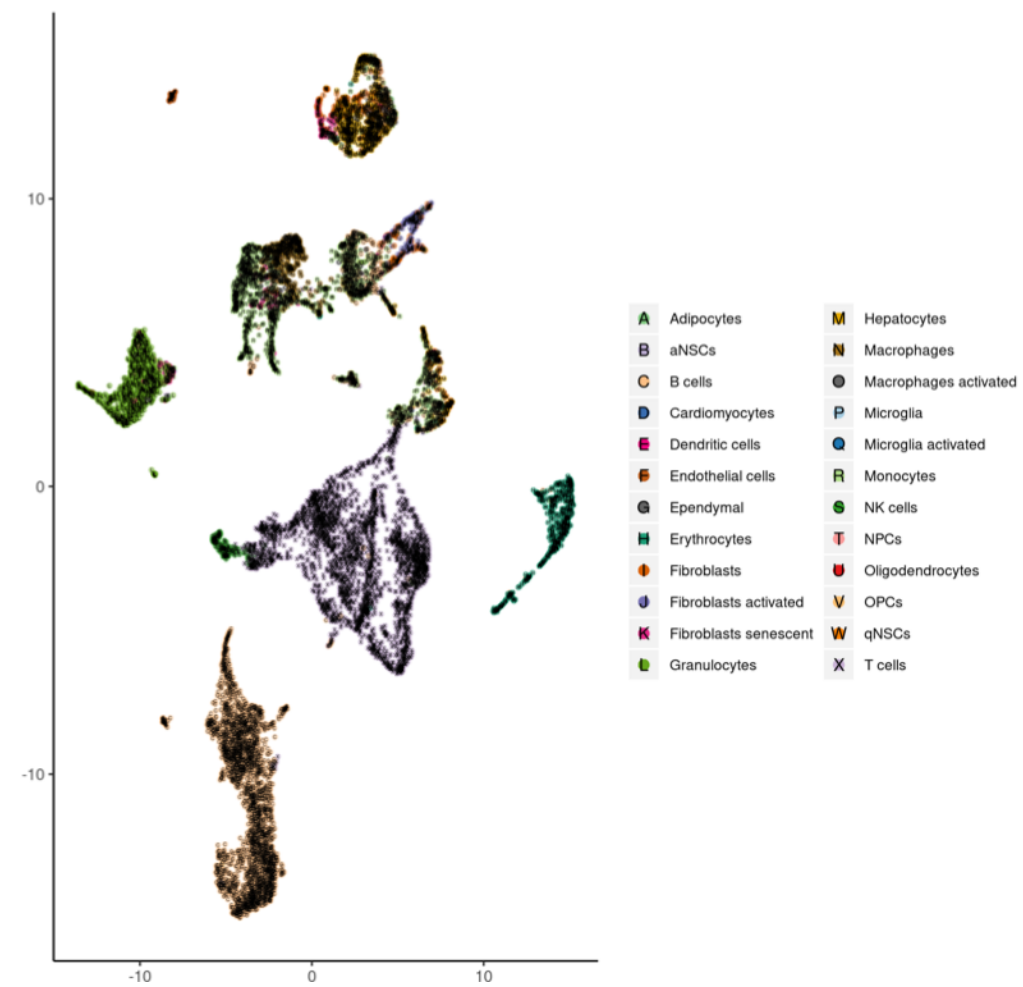 10
0
-10
-10 0 10
A Adipocytes
B aNSCs
C B cells
D Cardiomyocytes
E Dendritic cells
F Endothelial cells
G Ependymal
H Erythrocytes
I Fibroblasts
J Fibroblasts activated
K Fibroblasts senescent
L Granulocytes
M Hepatocytes
N Macrophages
Macrophages activated
P Microglia
Q Microglia activated
R Monocytes
S NK cells
T NPCs
U Oligodendrocytes
V OPCs
W qNSCs
X T cells